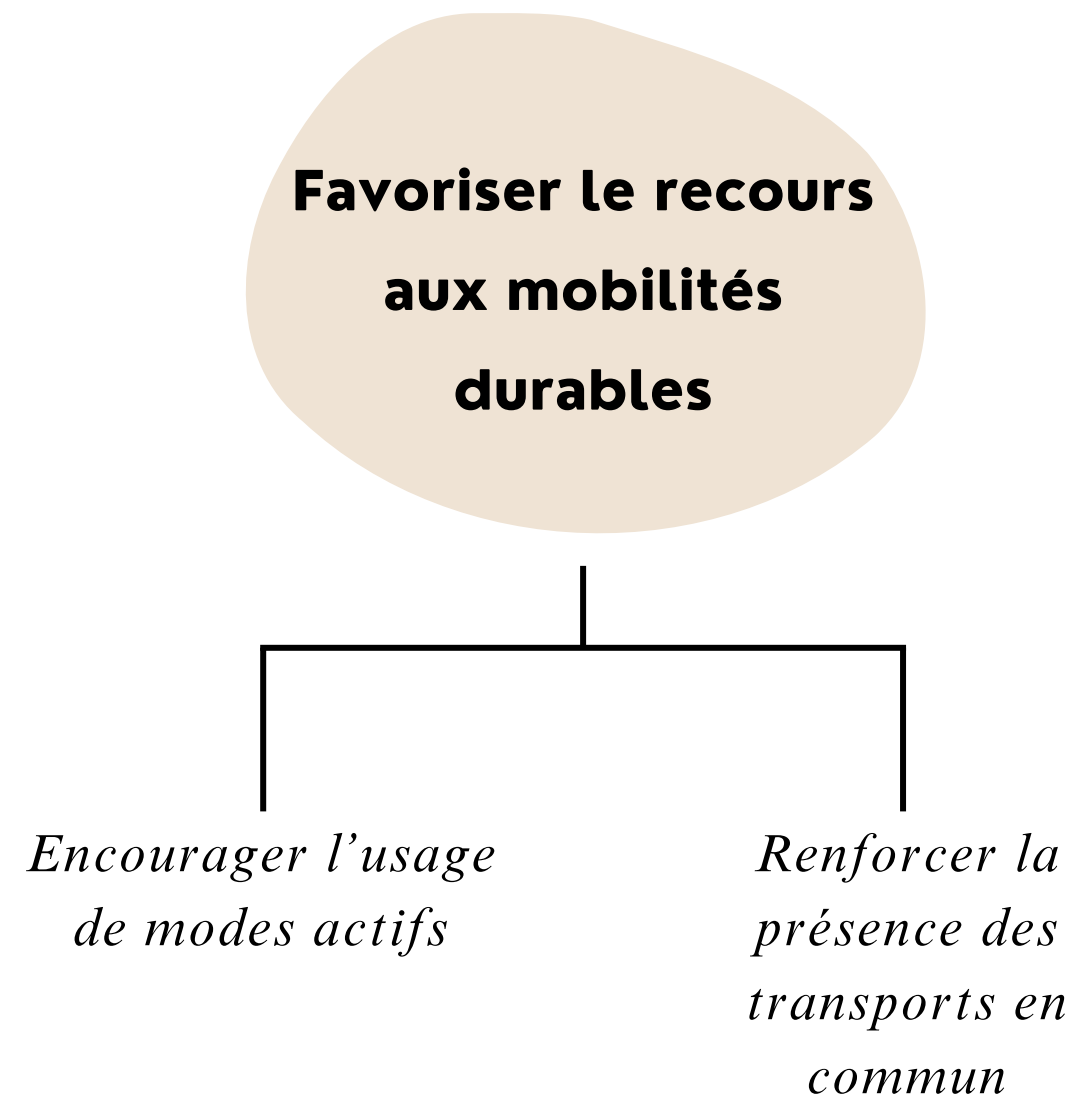 Favoriser le recours
aux mobilités
durables
Encourager l’usage
de modes actifs
Renforcer la
présence des
transports en
commun